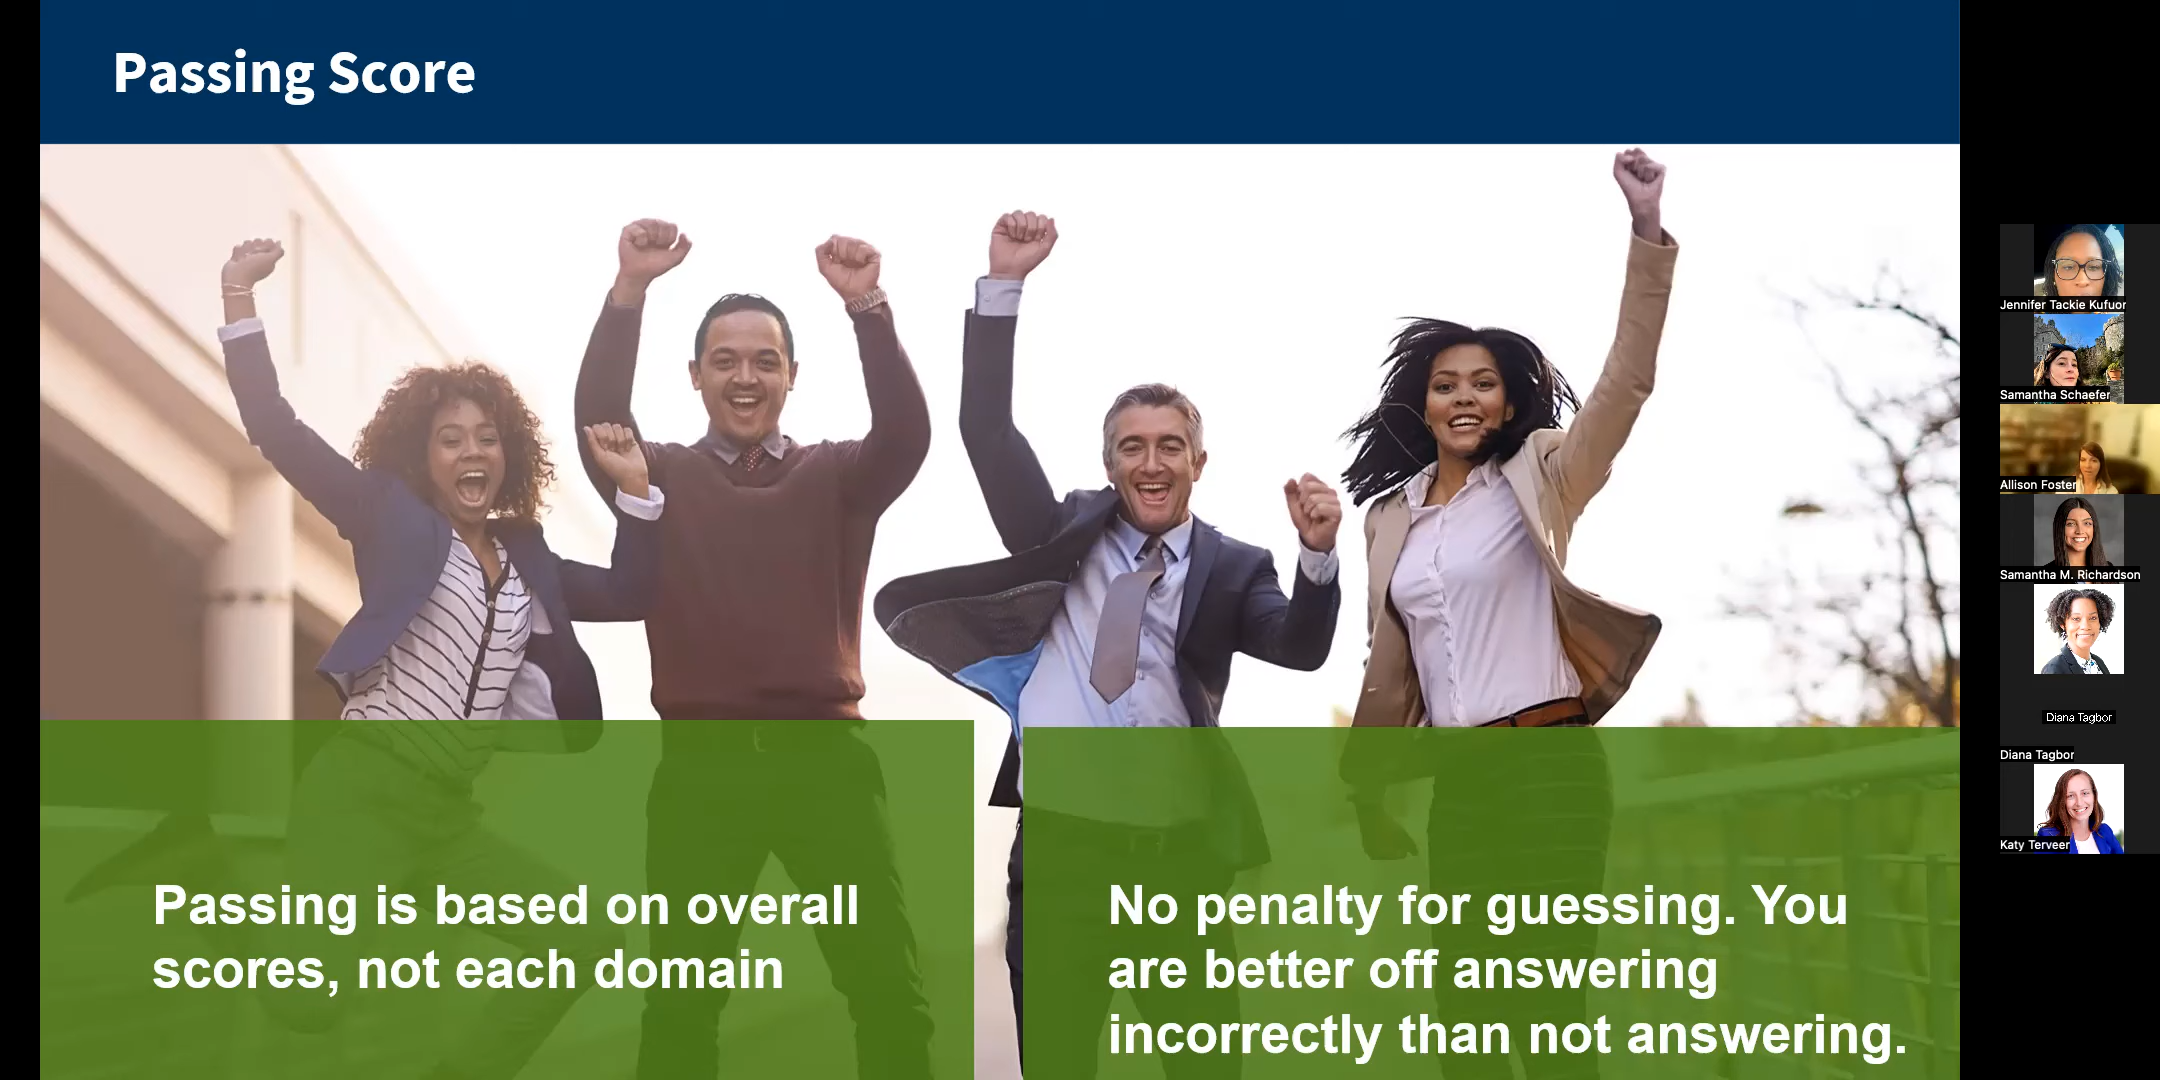 Passing Score
Passing is based on overall
scores, not each domain
No penalty for guessing. You
are better off answering
incorrectly than not answering.
Jennifer Tackie Kufuor
Samantha Schaefer
Allison Foster
Samantha M. Richardson
Diana Tagbor
Diana Tagbor
Katy Terveer